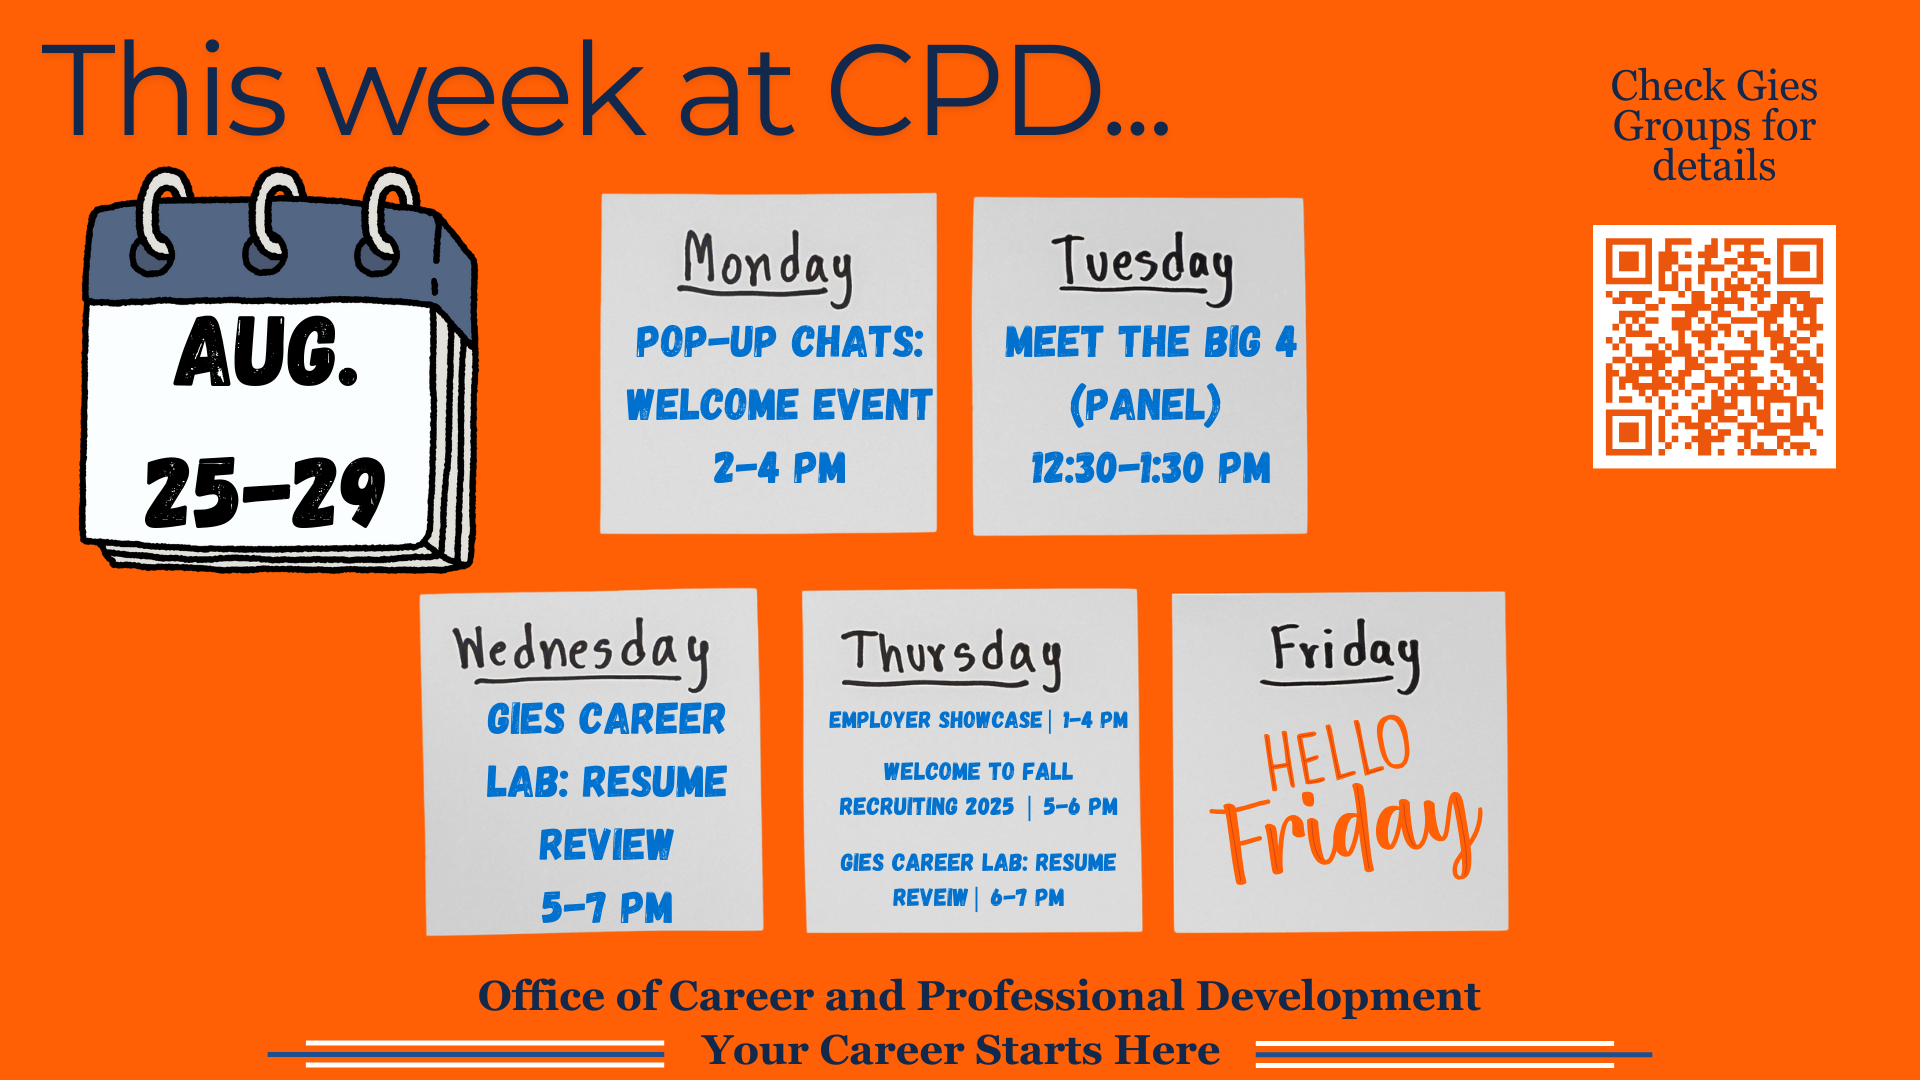 This week at CPD...
Check Gies
Groups for
details
AUG.
25-29
Monday
POP-UP CHATS:
WELCOME EVENT
2-4 PM
Tuesday
MEET THE BIG 4
(PANEL)
12:30-1:30 PM
Wednesday
GIES CAREER
LAB: RESUME
REVIEW
5-7 PM
Thursday
EMPLOYER SHOWCASE | 1-4 PM
WELCOME TO FALL
RECRUITING 2025 | 5-6 PM
GIES CAREER LAB: RESUME
REVEIW | 6-7 PM
Friday
HELLO
Friday
Office of Career and Professional Development
Your Career Starts Here